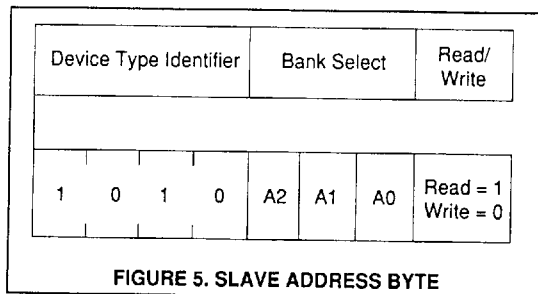 Device Type Identifier Bank Select Read/
Write
1 0 1 0 A2 A1 A0 Read = 1
Write = 0
FIGURE 5. SLAVE ADDRESS BYTE